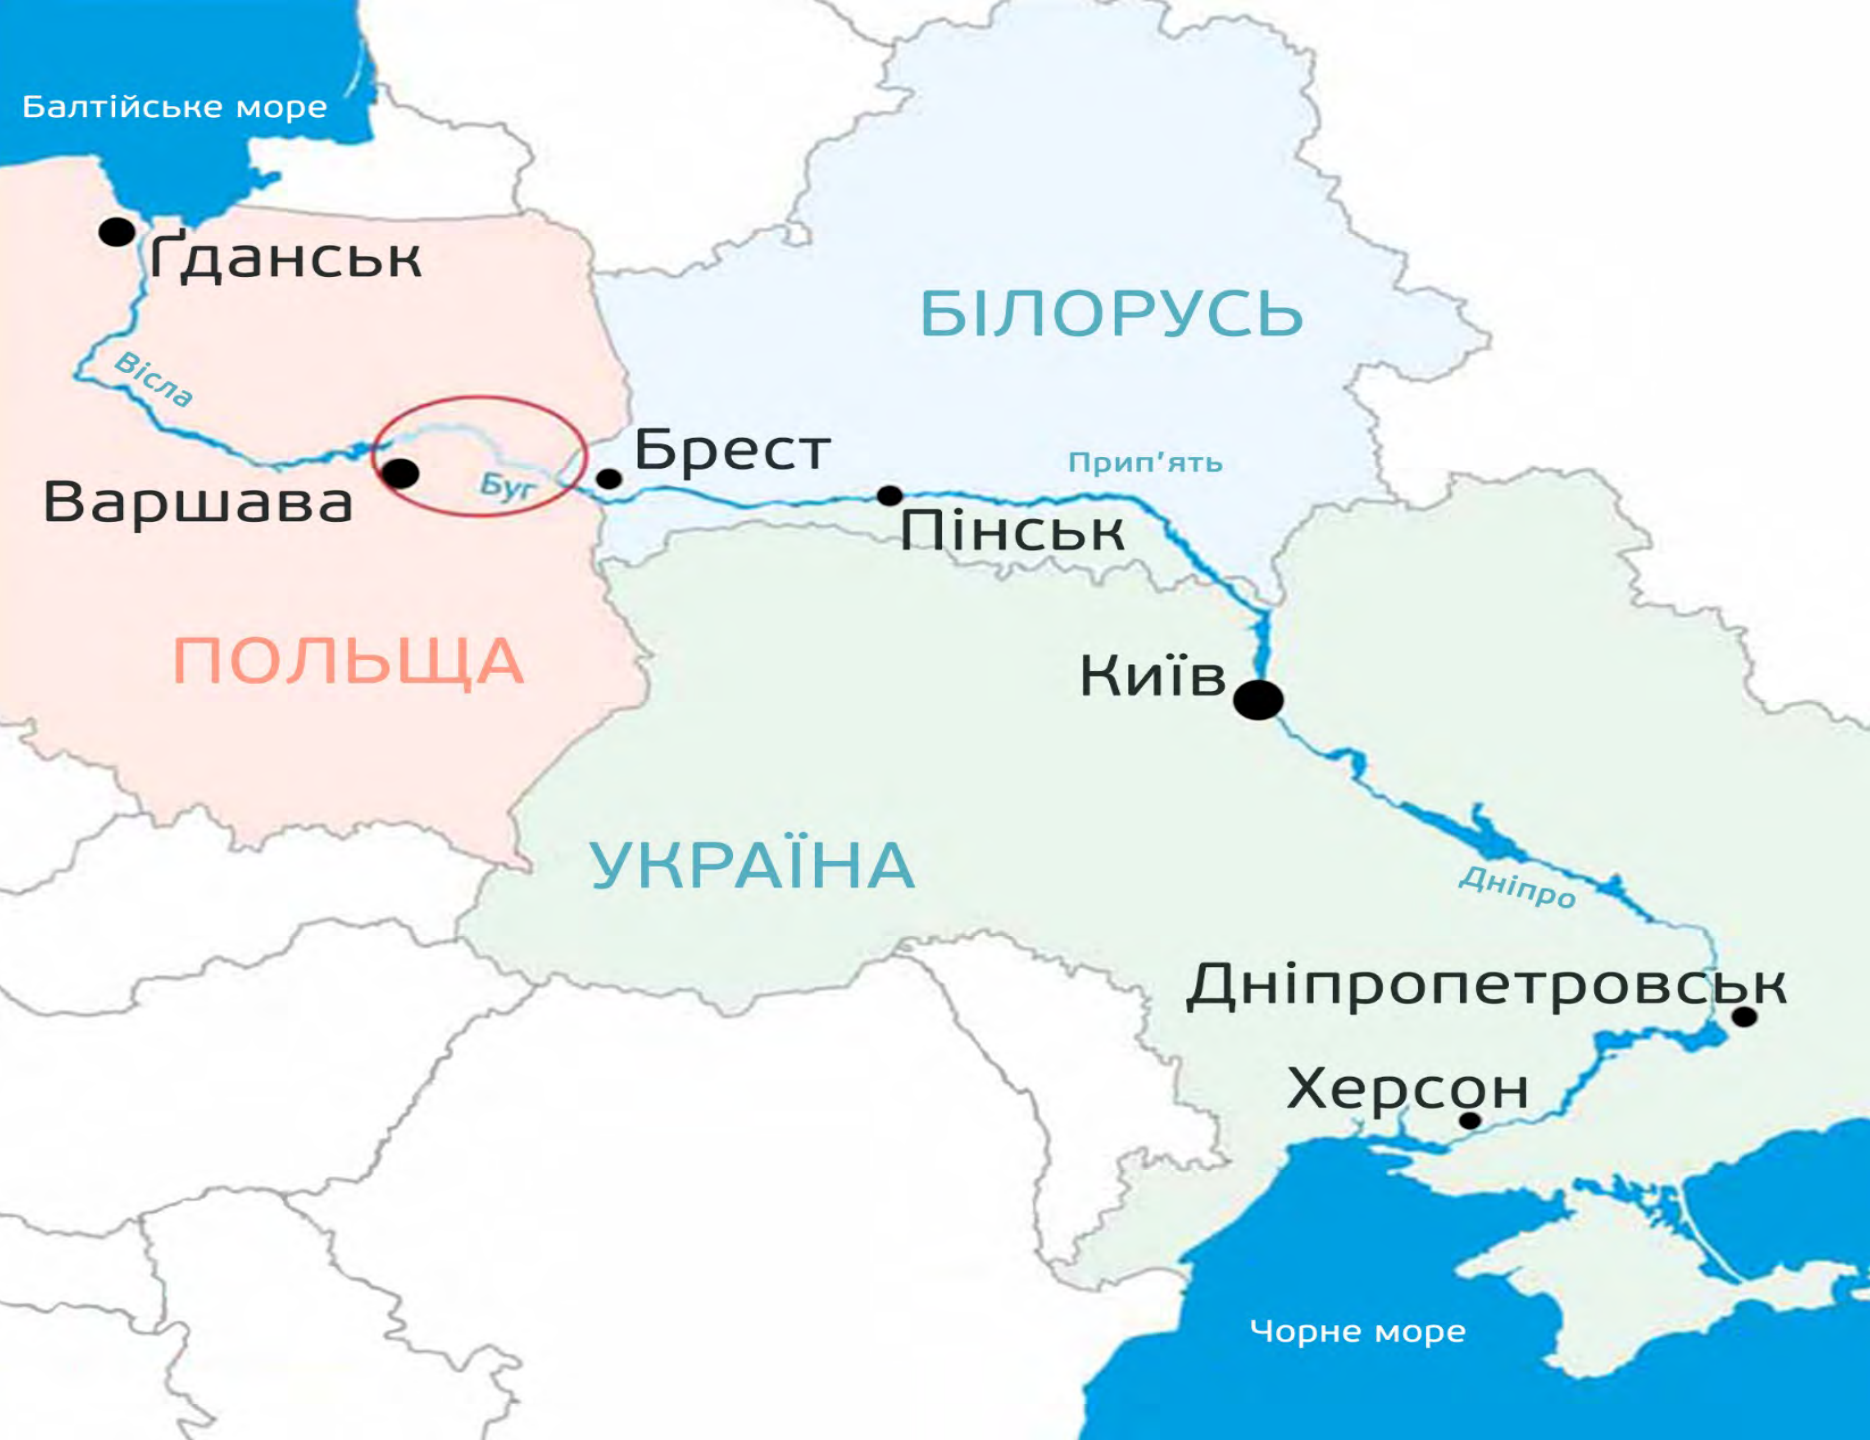 Балтійське море
Ґданськ
БІЛОРУСЬ
Вісла
Брест
Прип’ять
Варшава
Буг
Пінськ
ПОЛЬЩА
Київ
УКРАЇНА
Дніпро
Дніпропетровськ
Херсон
Чорне море